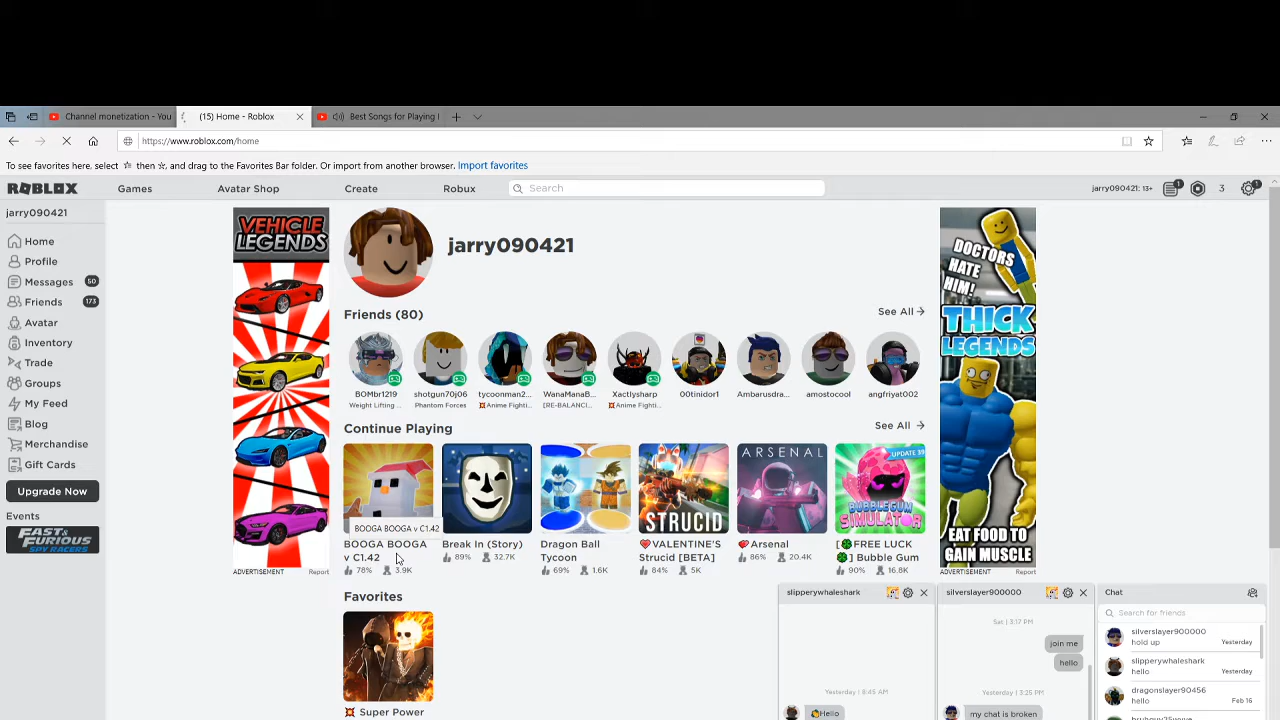 Channel monetization - You
(15) Home - Roblox
Best Songs for Playing
https://www.roblox.com/home
To see favorites here, select ☆ then ☆, and drag to the Favorites Bar folder. Or import from another browser. Import favorites
ROBLOX
Games
Avatar Shop
Create
Robux
Search
jarry090421: 13+
1
3
1
jarry090421
Home
Profile
Messages 50
Friends 173
Avatar
Inventory
Trade
Groups
My Feed
Blog
Merchandise
Gift Cards
Upgrade Now
Events
FAST & FURIOUS
SPY RACERS
VEHICLE
LEGENDS
ADVERTISEMENT
Report
jarry090421
Friends (80)
See All →
BOMbr1219
shotgun70j06
tycoonman2...
WanaManaB...
Xactlysharp
00tinidor1
Ambarusdra...
amostocool
angfriyat002
Weight Lifting ...
Phantom Forces
💥 Anime Fighti...
[RE-BALANCI...
💥 Anime Fighti...
Continue Playing
See All →
STRUCID
ARSENAL
UPDATE 39
BUBBLE GUM
SIMULATOR
BOOGA BOOGA v C1.42
BOOGA BOOGA
v C1.42
78% 3.9K
Break In (Story)
89% 32.7K
Dragon Ball
Tycoon
69% 1.6K
❤️VALENTINE'S
Strucid [BETA]
84% 5K
💗Arsenal
86% 20.4K
[🍀FREE LUCK
🍀] Bubble Gum
90% 16.8K
Favorites
💥 Super Power
DOCTORS
HATE
HIM!
THICK
LEGENDS
EAT FOOD TO
GAIN MUSCLE
ADVERTISEMENT
Report
slipperywhaleshark
Yesterday | 8:45 AM
Hello
silverslayer900000
Sat | 3:17 PM
join me
hello
Yesterday | 3:25 PM
my chat is broken
Chat
Search for friends
silverslayer900000
hold up Yesterday
slipperywhaleshark
hello Yesterday
dragonslayer90456
hello Feb 16